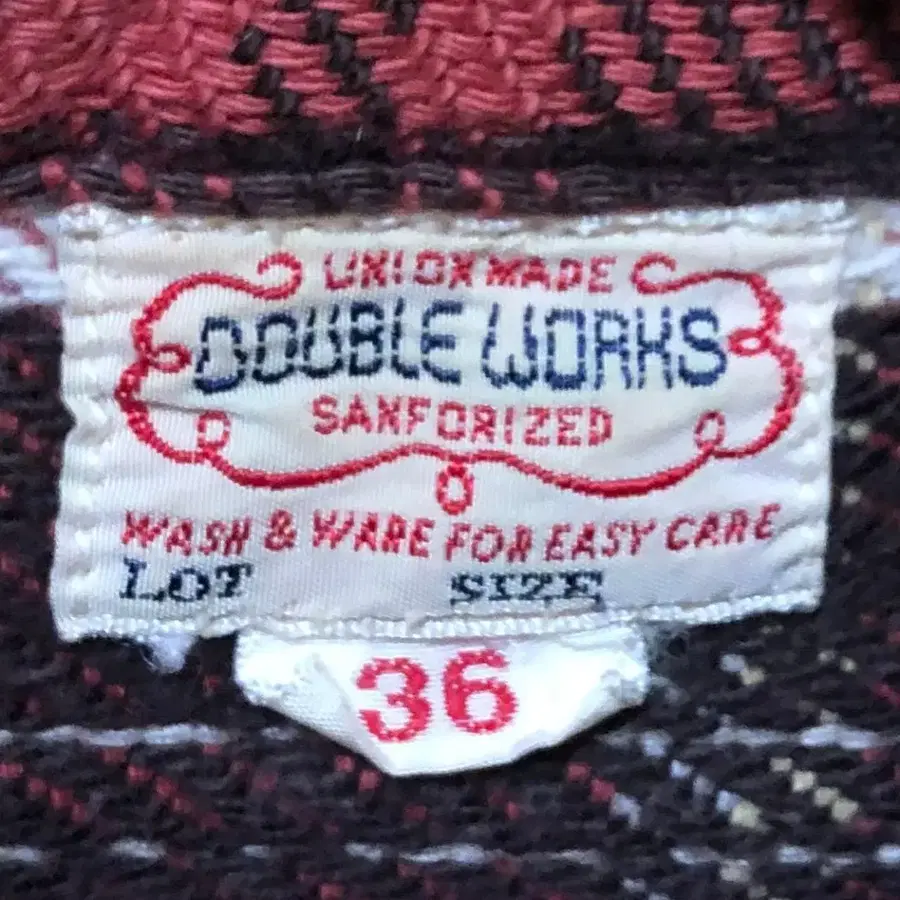 UNION MADE
DOUBLE WORKS
SANFORIZED
WASH & WARE FOR EASY CARE
LOT SIZE
36